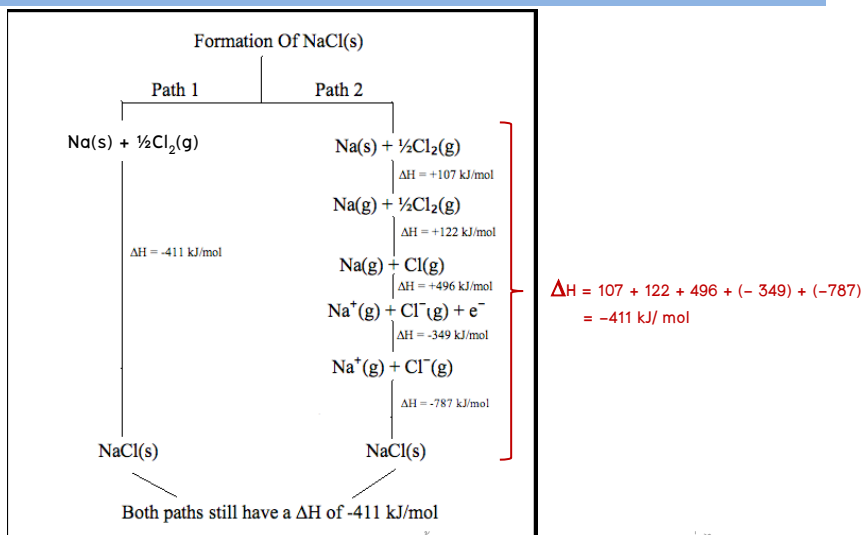 Formation Of NaCl(s)
Path 1
Path 2
Na(s) + ½Cl₂(g)
ΔH = -411 kJ/mol
NaCl(s)
Na(s) + ½Cl₂(g)
ΔH = +107 kJ/mol
Na(g) + ½Cl₂(g)
ΔH = +122 kJ/mol
Na(g) + Cl(g)
ΔH = +496 kJ/mol
Na⁺(g) + Cl⁻(g) + e⁻
ΔH = -349 kJ/mol
Na⁺(g) + Cl⁻(g)
ΔH = -787 kJ/mol
NaCl(s)
Both paths still have a ΔH of -411 kJ/mol
ΔH = 107 + 122 + 496 + (- 349) + (-787)
= -411 kJ/ mol